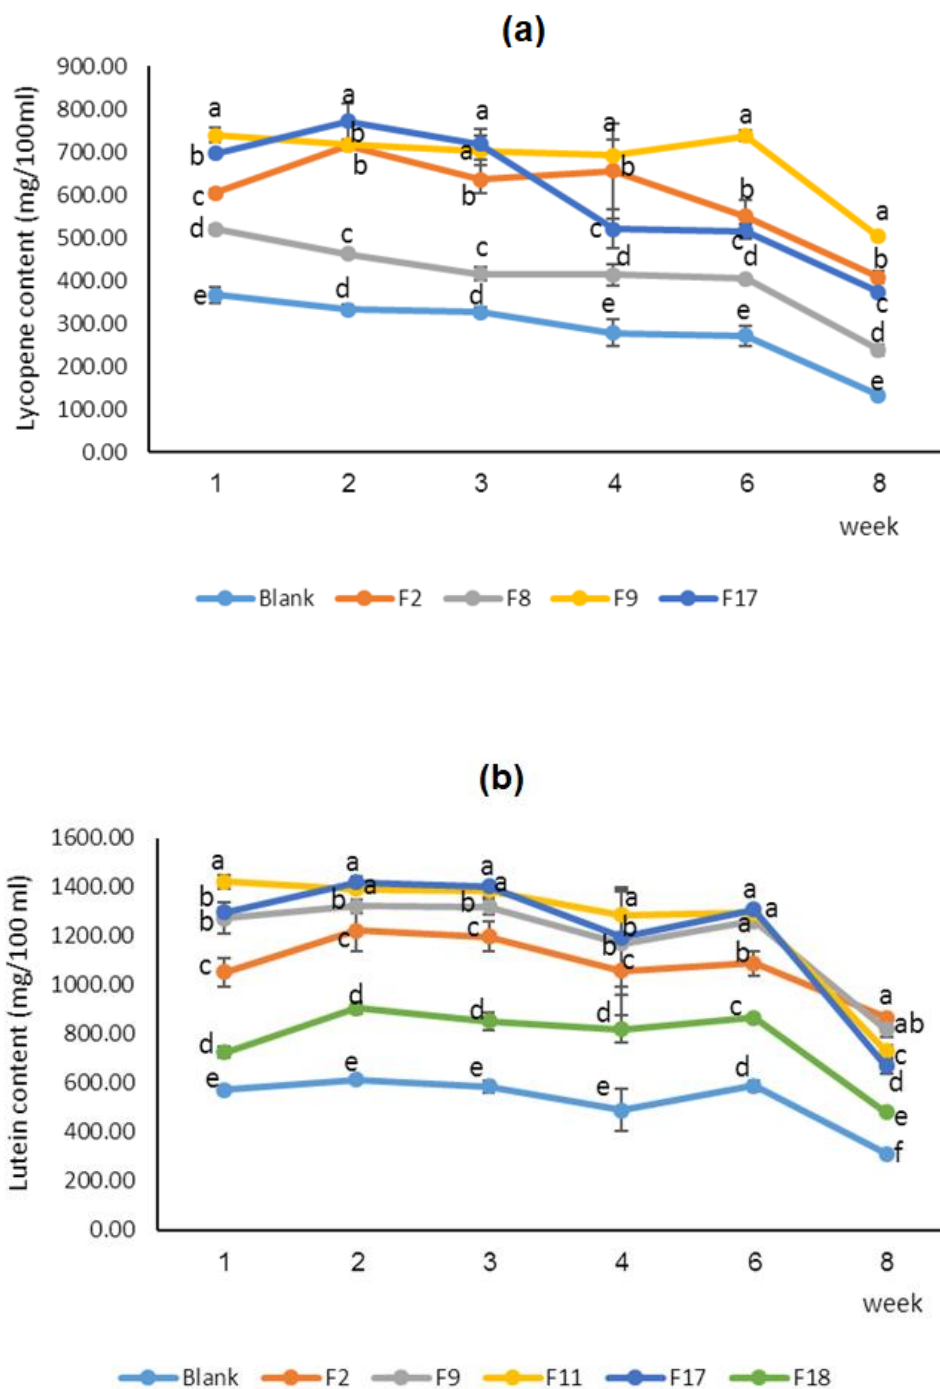 (a)
Lycopene content (mg/100ml)
900.00
800.00
700.00
600.00
500.00
400.00
300.00
200.00
100.00
0.00
a a a a a a
b b a b b b
c b b c c c
d c c d d d
e d d e e e
1 2 3 4 6 8
week
Blank F2 F8 F9 F17
(b)
Lutein content (mg/100 ml)
1600.00
1400.00
1200.00
1000.00
800.00
600.00
400.00
200.00
0.00
a a a a a a
b a a b a ab
b b b b a c
c c c c b d
d d d d c e
e e e e d f
1 2 3 4 6 8
week
Blank F2 F9 F11 F17 F18